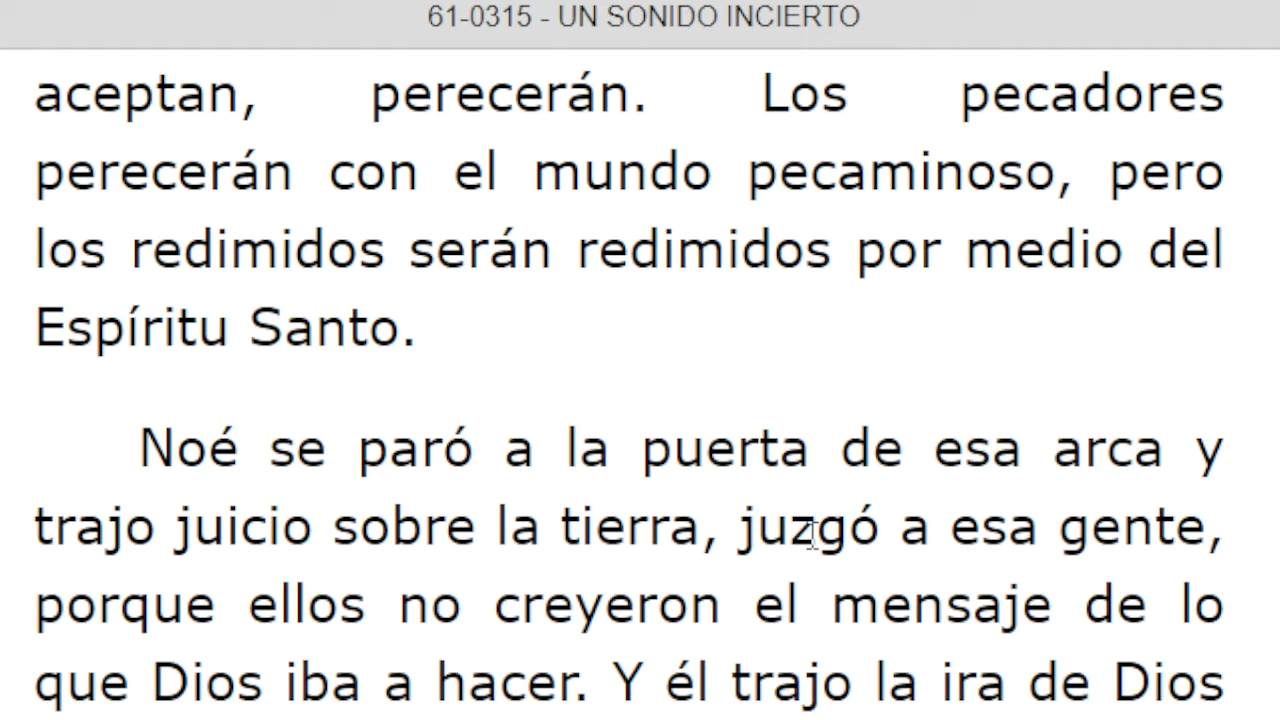 61-0315 - UN SONIDO INCIERTO
aceptan, perecerán. Los pecadores
perecerán con el mundo pecaminoso, pero
los redimidos serán redimidos por medio del
Espíritu Santo.
Noé se paró a la puerta de esa arca y
trajo juicio sobre la tierra, juzgó a esa gente,
porque ellos no creyeron el mensaje de lo
que Dios iba a hacer. Y él trajo la ira de Dios